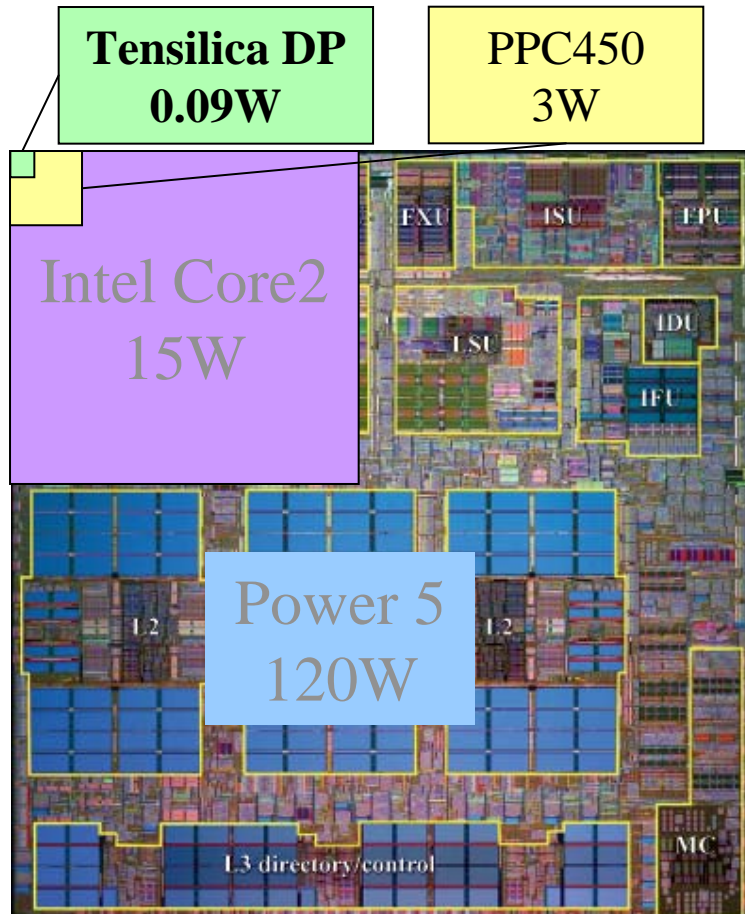 Tensilica DP
0.09W
PPC450
3W
FXU
ISU
FPU
Intel Core2
15W
LSU
IDU
IFU
Power 5
120W
L2
L2
MC
L3 directory/control